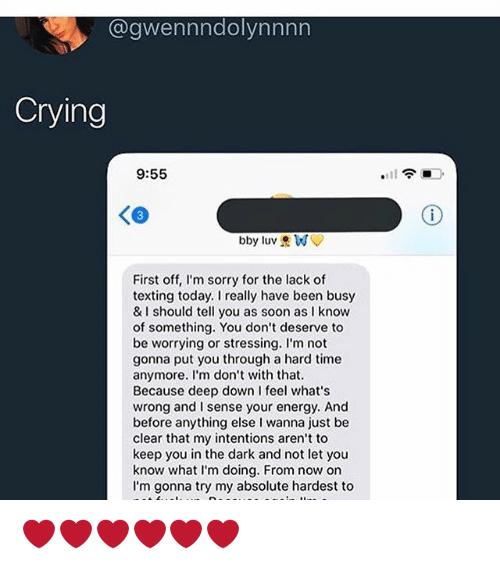 @gwennndolynnnn
Crying
9:55
3
bby luv
First off, I'm sorry for the lack of
texting today. I really have been busy
& I should tell you as soon as I know
of something. You don't deserve to
be worrying or stressing. I'm not
gonna put you through a hard time
anymore. I'm don't with that.
Because deep down I feel what's
wrong and I sense your energy. And
before anything else I wanna just be
clear that my intentions aren't to
keep you in the dark and not let you
know what I'm doing. From now on
I'm gonna try my absolute hardest to